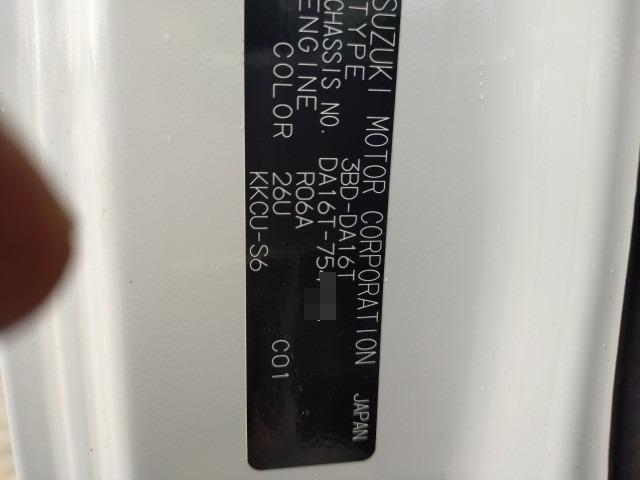 SUZUKI MOTOR CORPORATION JAPAN
TYPE 3BD-DA16T
CHASSIS NO. DA16T-75
ENGINE R06A
COLOR 26U C01
KKCU-S6